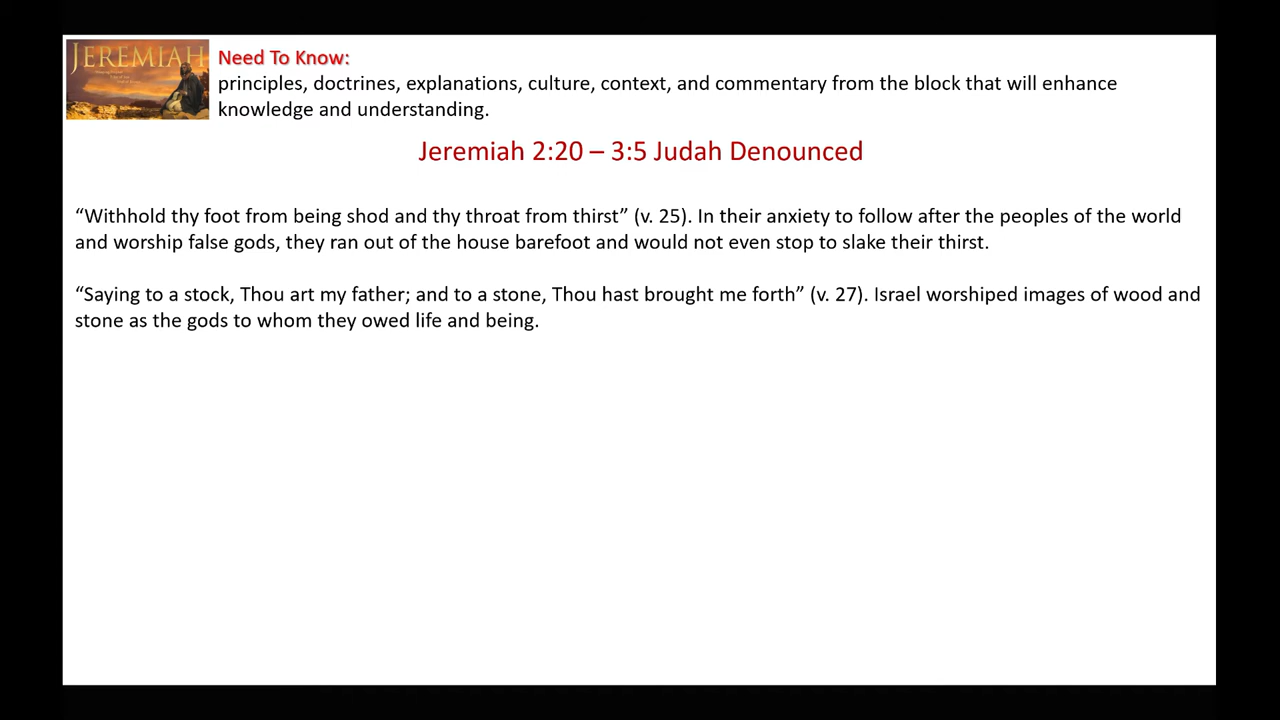 JEREMIAH
Need To Know:
principles, doctrines, explanations, culture, context, and commentary from the block that will enhance
knowledge and understanding.
Jeremiah 2:20 – 3:5 Judah Denounced
“Withhold thy foot from being shod and thy throat from thirst” (v. 25). In their anxiety to follow after the peoples of the world
and worship false gods, they ran out of the house barefoot and would not even stop to slake their thirst.
“Saying to a stock, Thou art my father; and to a stone, Thou hast brought me forth” (v. 27). Israel worshiped images of wood and
stone as the gods to whom they owed life and being.